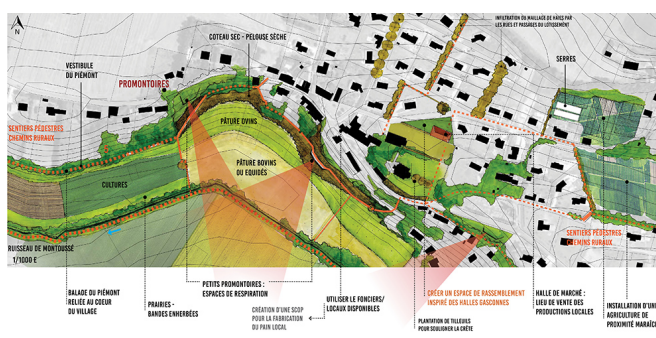 INFILTRATION DU MAILLAGE DE HAIES PAR
LES RUES ET PASSAGES DU LOTISSEMENT
N
COTEAU SEC - PELOUSE SÈCHE
VESTIBULE
DU PIÉMONT
PROMONTOIRES
SERRES
SENTIERS PÉDESTRES
CHEMINS RURAUX
PÂTURE OVINS
PÂTURE BOVINS
OU EQUIDÉS
CULTURES
SENTIERS PÉDESTRES
CHEMINS RURAUX
RUISSEAU DE MONTOUSSÉ
1/1000 E
BALADE DU PIÉMONT
RELIÉE AU COEUR
DU VILLAGE
PRAIRIES -
BANDES ENHERBÉES
PETITS PROMONTOIRES :
ESPACES DE RESPIRATION
CRÉATION D'UNE SCOP
POUR LA FABRICATION
DU PAIN LOCAL
UTILISER LE FONCIERS/
LOCAUX DISPONIBLES
CRÉER UN ESPACE DE RASSEMBLEMENT
INSPIRÉ DES HALLES GASCONNES
PLANTATION DE TILLEULS
POUR SOULIGNER LA CRÊTE
HALLE DE MARCHÉ :
LIEU DE VENTE DES
PRODUCTIONS LOCALES
INSTALLATION D'UNE
AGRICULTURE DE
PROXIMITÉ MARAÎC